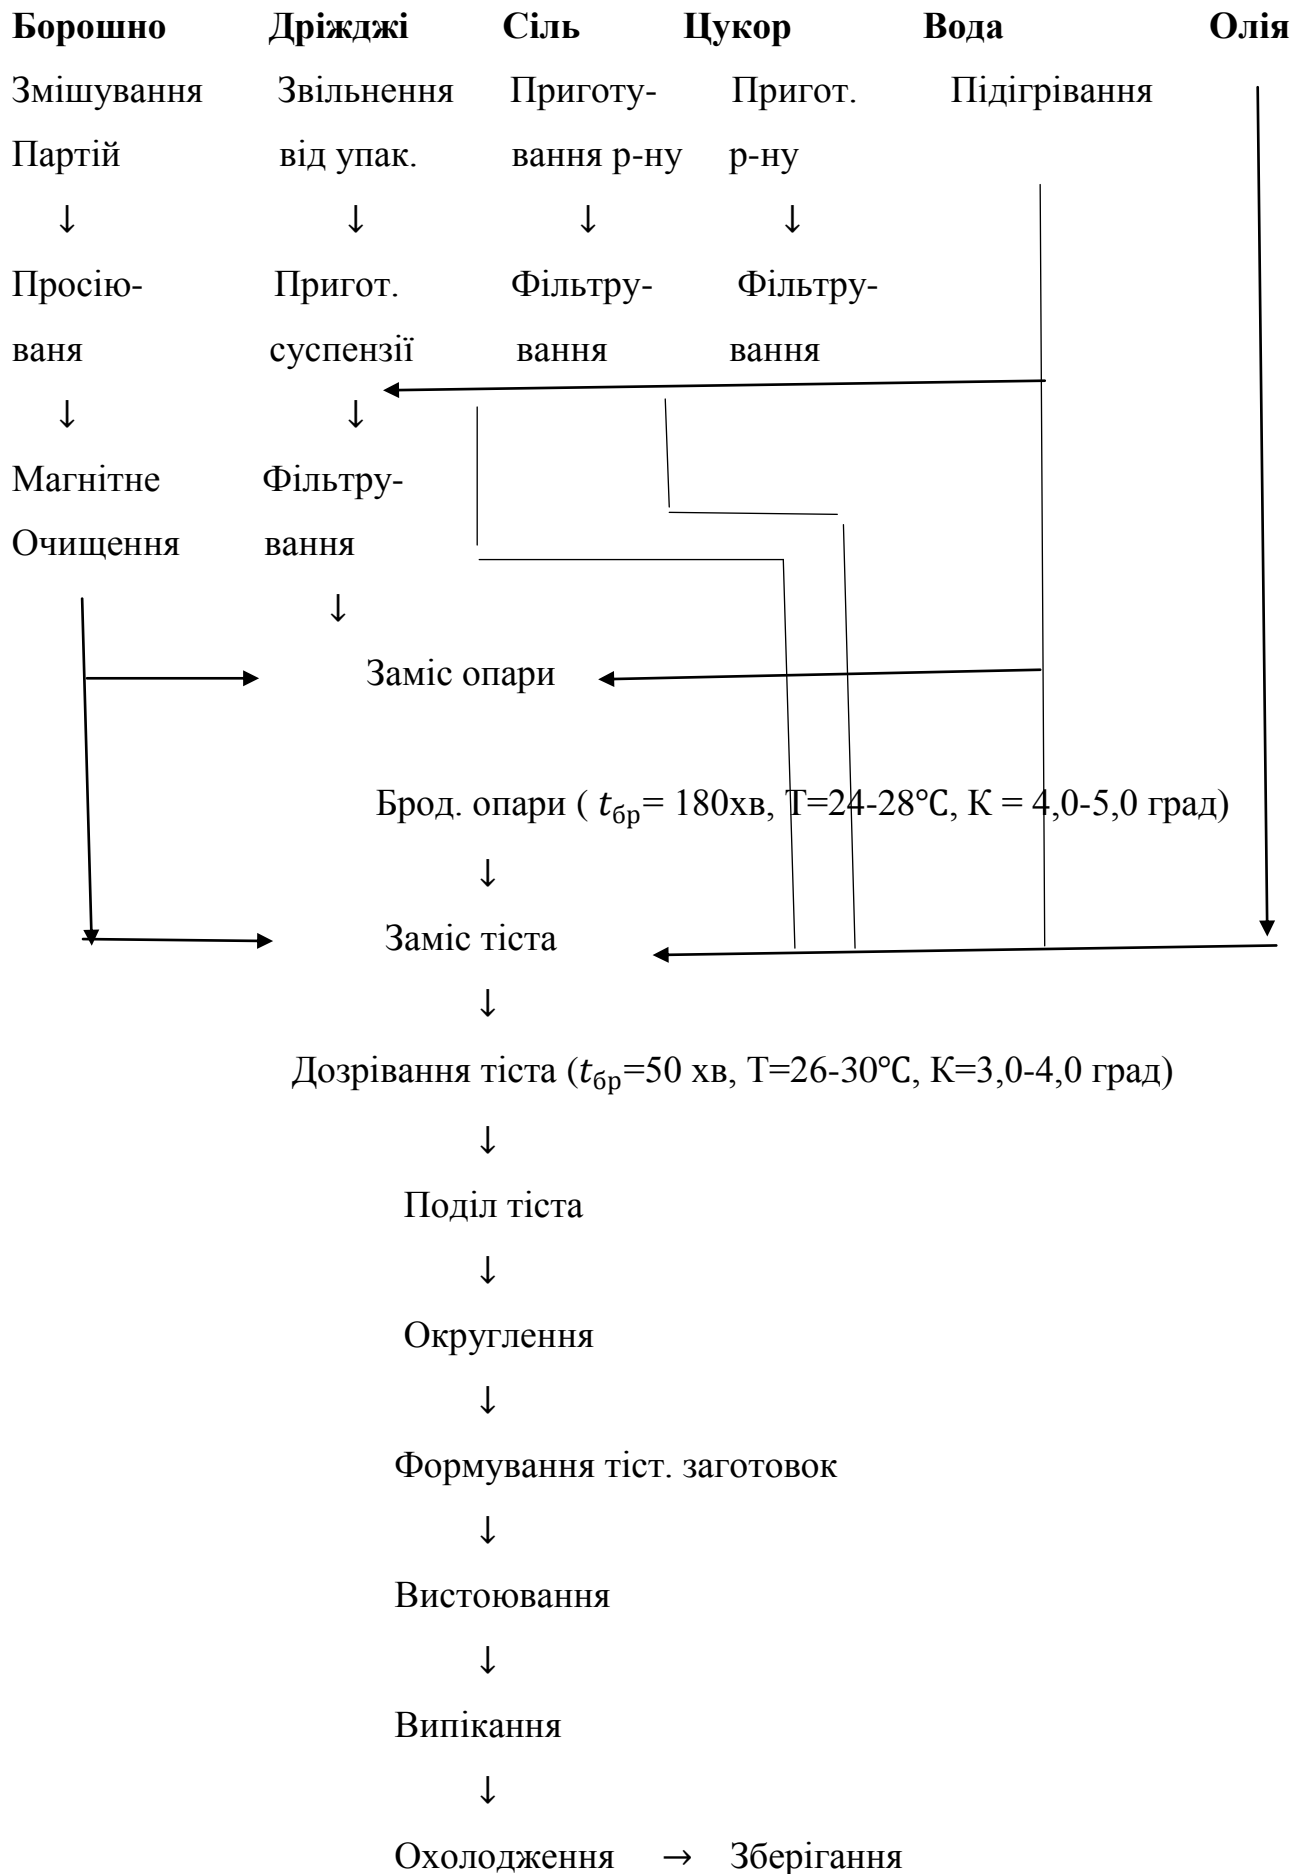 Борошно Дріжджі Сіль Цукор Вода Олія
Змішування Звільнення Приготу- Пригот. Підігрівання
Партій від упак. вання р-ну р-ну
↓ ↓ ↓ ↓
Просію- Пригот. Фільтру- Фільтру-
ваня суспензії вання вання
↓ ↓
Магнітне Фільтру-
Очищення вання
↓
Заміс опари
Брод. опари ( tбр= 180хв, Т=24-28℃, К = 4,0-5,0 град)
↓
Заміс тіста
↓
Дозрівання тіста (tбр=50 хв, Т=26-30℃, К=3,0-4,0 град)
↓
Поділ тіста
↓
Округлення
↓
Формування тіст. заготовок
↓
Вистоювання
↓
Випікання
↓
Охолодження → Зберігання